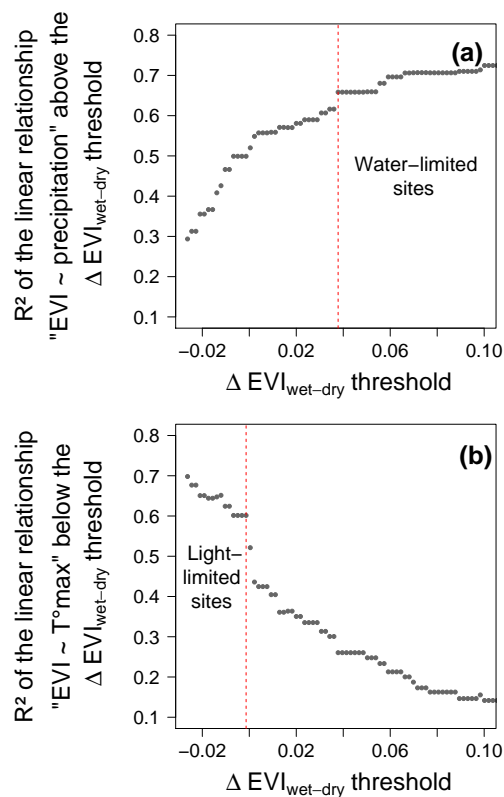 R² of the linear relationship
"EVI ~ precipitation" above the
Δ EVIwet−dry threshold
0.8
0.7
0.6
0.5
0.4
0.3
0.2
0.1
(a)
Water−limited
sites
−0.02
0.02
0.06
0.10
Δ EVIwet−dry threshold
R² of the linear relationship
"EVI ~ T°max" below the
Δ EVIwet−dry threshold
0.8
0.7
0.6
0.5
0.4
0.3
0.2
0.1
(b)
Light−
limited
sites
−0.02
0.02
0.06
0.10
Δ EVIwet−dry threshold